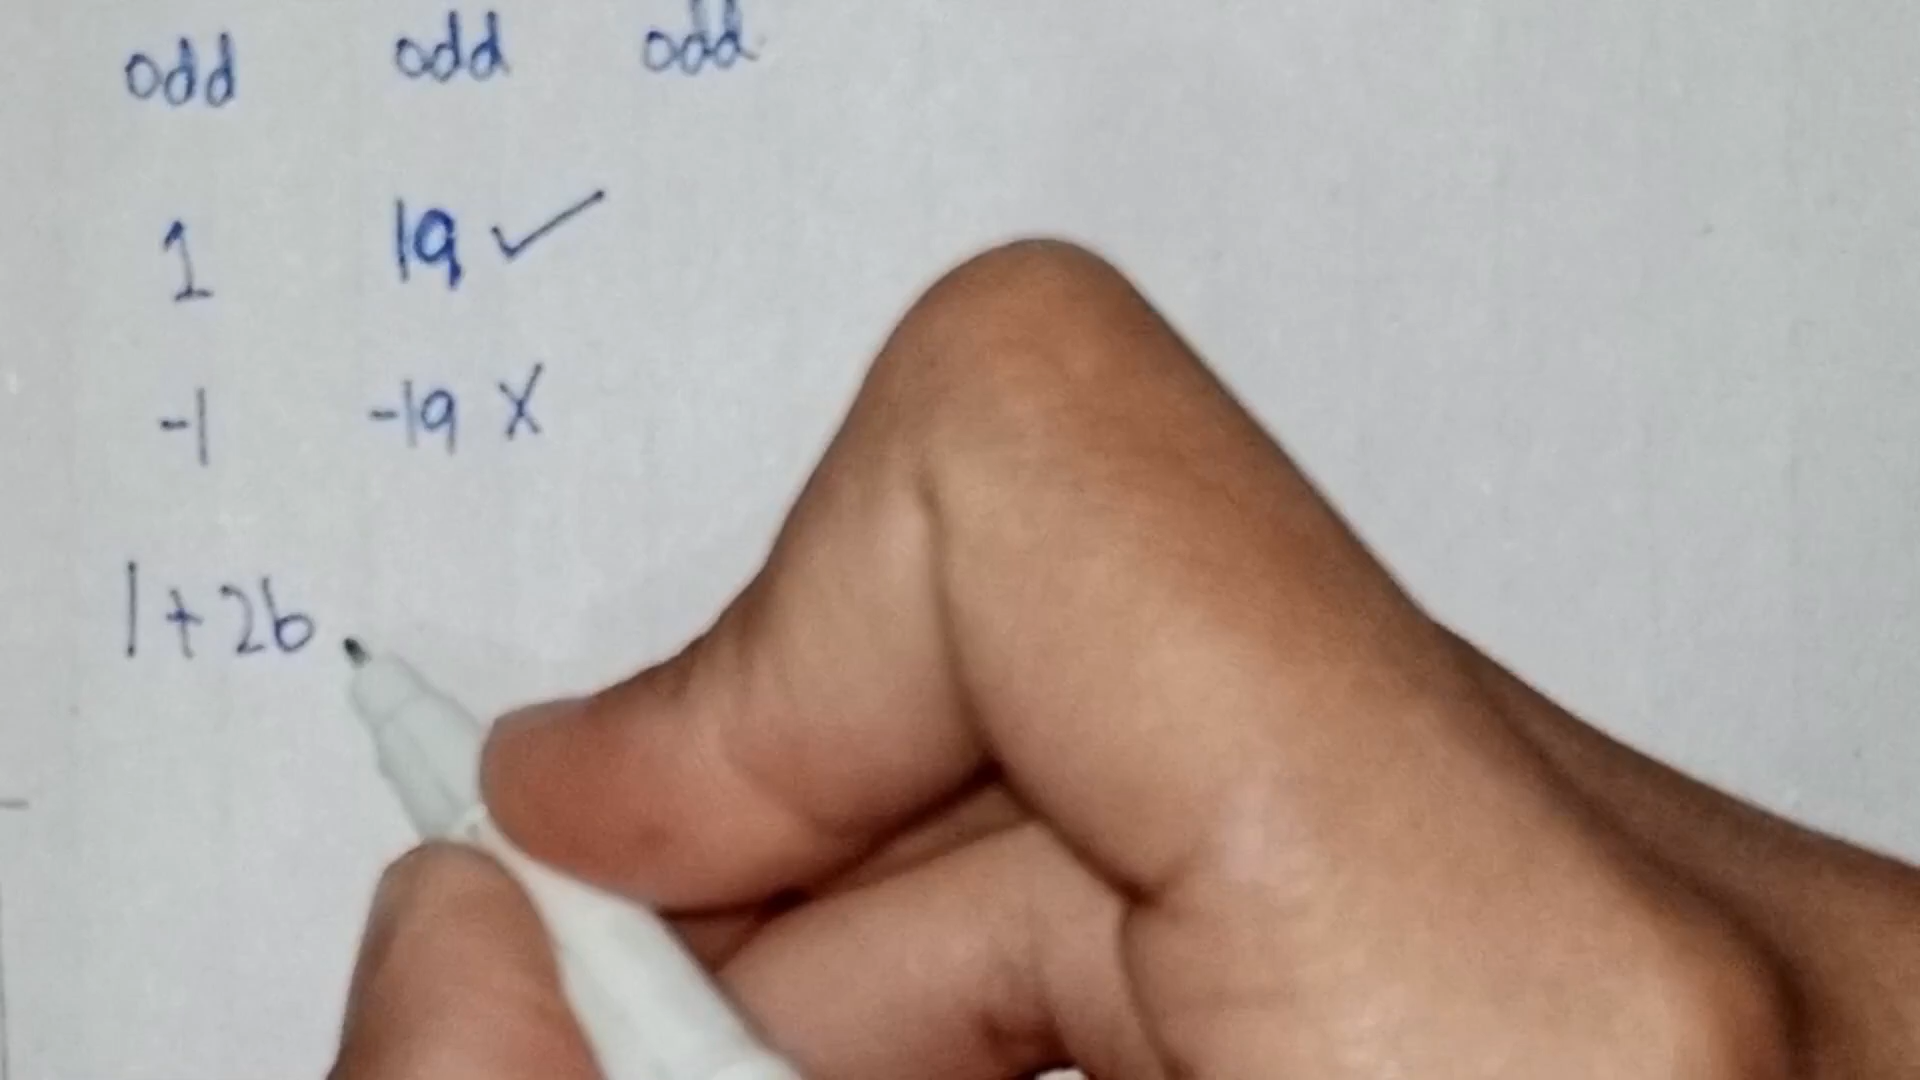 odd odd odd
1 19 ✓
-1 -19 X
1 + 2b